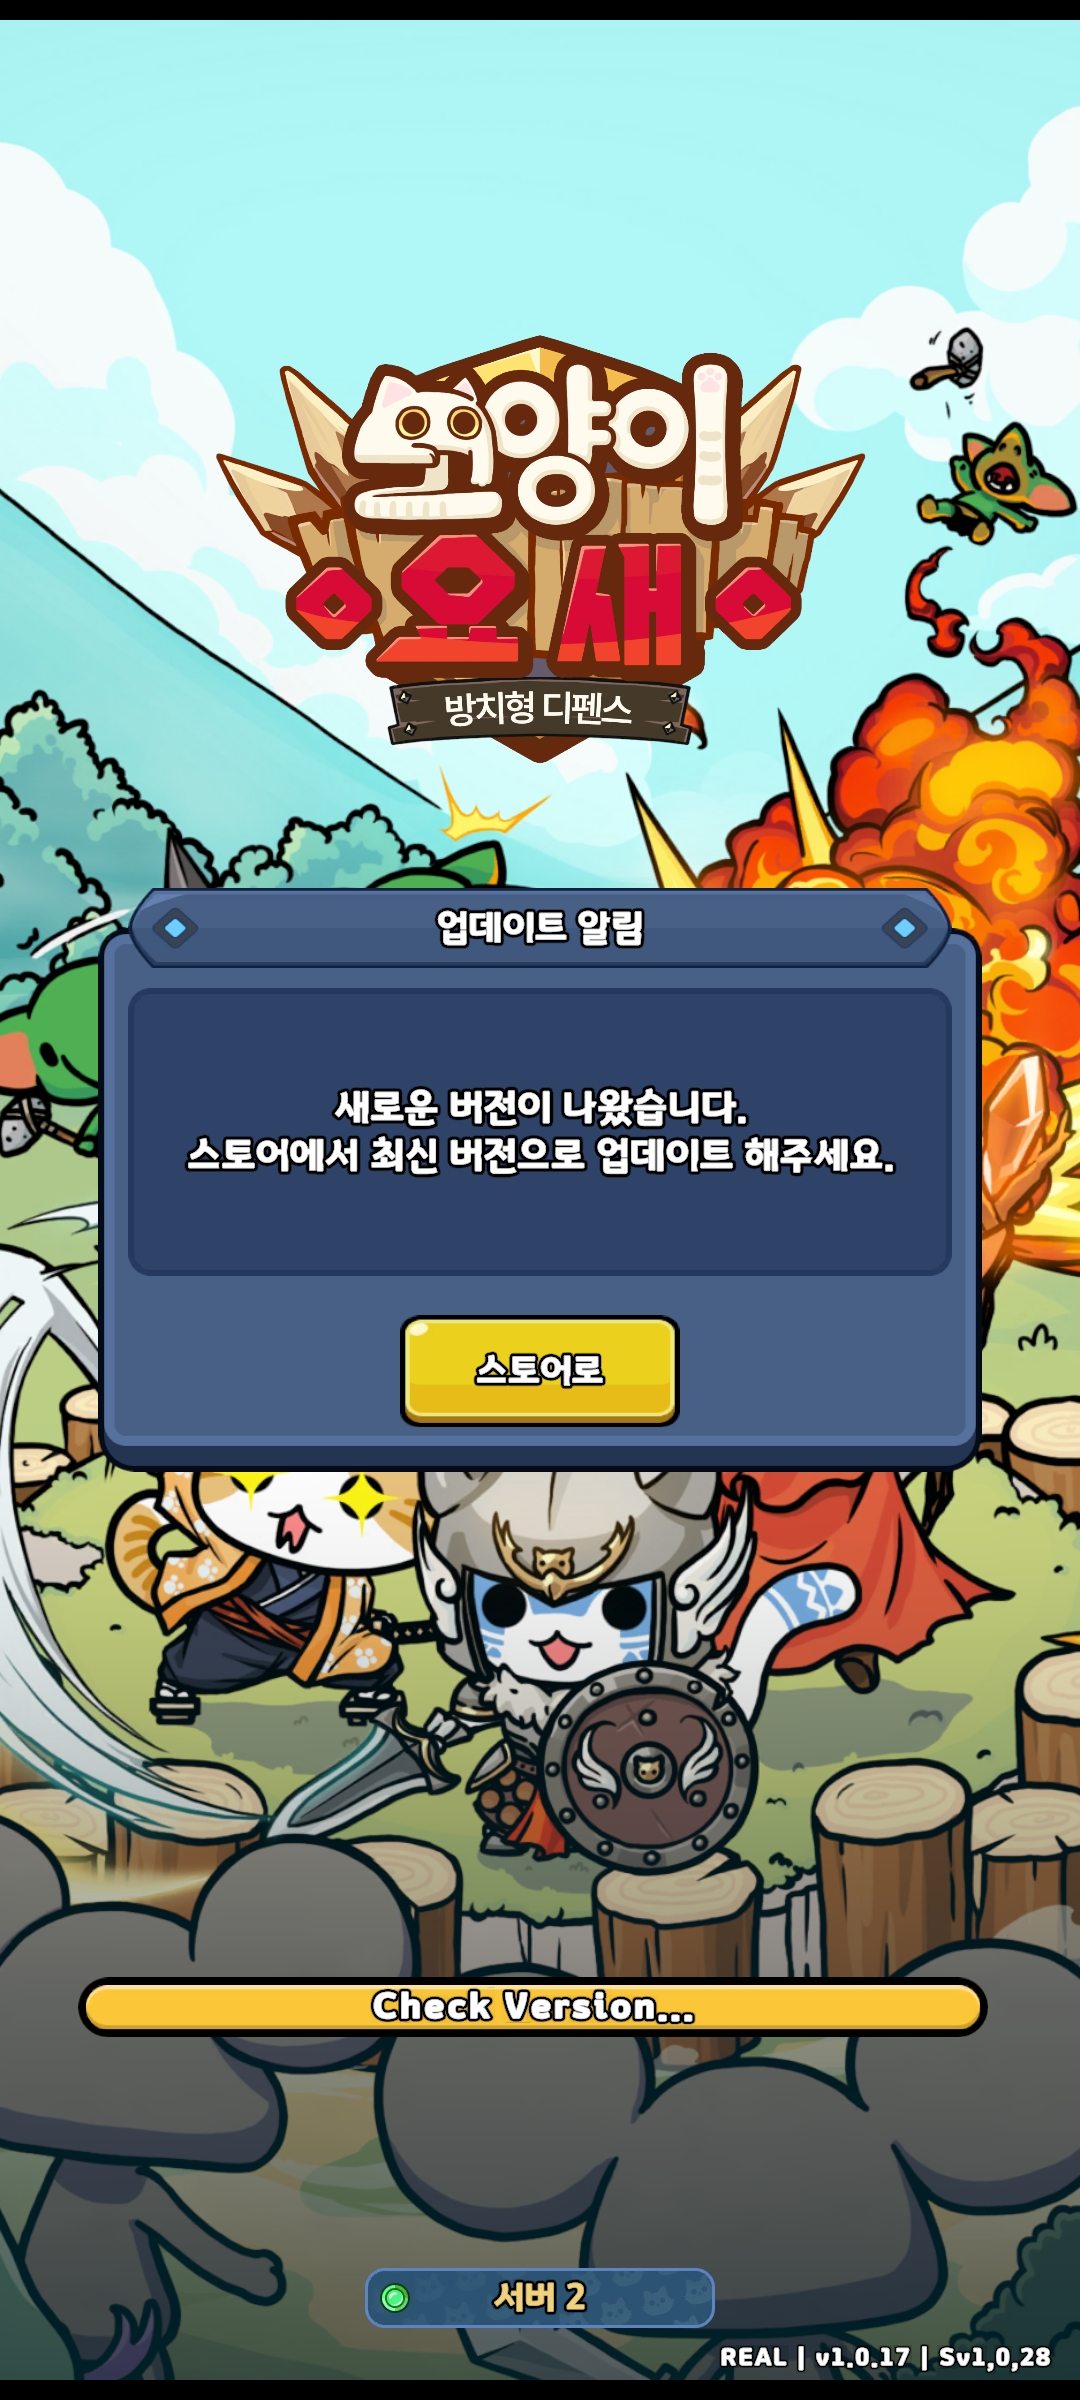 고양이
요새
방치형 디펜스
업데이트 알림
새로운 버전이 나왔습니다.
스토어에서 최신 버전으로 업데이트 해주세요.
스토어로
Check Version...
서버 2
REAL | v1.0.17 | Sv1,0,28